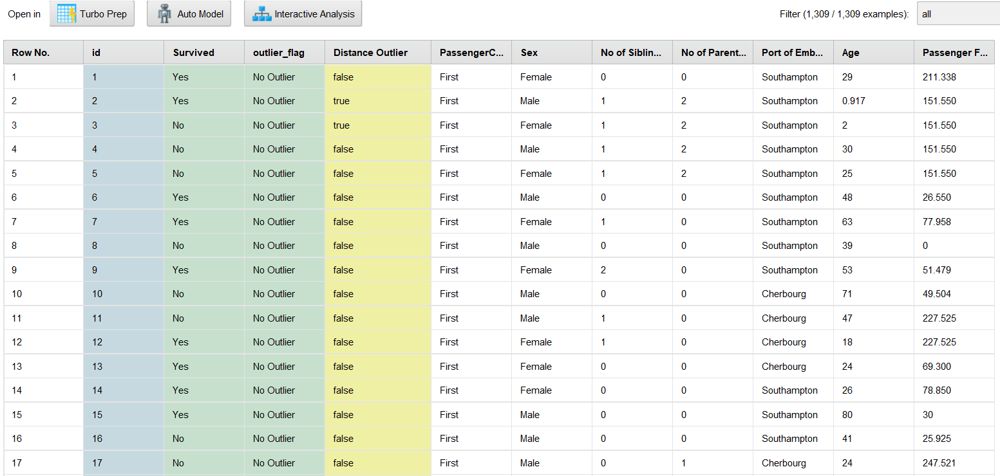 Open in Turbo Prep Auto Model Interactive Analysis Filter (1,309 / 1,309 examples): all
Row No. id Survived outlier_flag Distance Outlier PassengerC... Sex No of Siblin... No of Parent... Port of Emb... Age Passenger F...
1 1 Yes No Outlier false First Female 0 0 Southampton 29 211.338
2 2 Yes No Outlier true First Male 1 2 Southampton 0.917 151.550
3 3 No No Outlier true First Female 1 2 Southampton 2 151.550
4 4 No No Outlier false First Male 1 2 Southampton 30 151.550
5 5 No No Outlier false First Female 1 2 Southampton 25 151.550
6 6 Yes No Outlier false First Male 0 0 Southampton 48 26.550
7 7 Yes No Outlier false First Female 1 0 Southampton 63 77.958
8 8 No No Outlier false First Male 0 0 Southampton 39 0
9 9 Yes No Outlier false First Female 2 0 Southampton 53 51.479
10 10 No No Outlier false First Male 0 0 Cherbourg 71 49.504
11 11 No No Outlier false First Male 1 0 Cherbourg 47 227.525
12 12 Yes No Outlier false First Female 1 0 Cherbourg 18 227.525
13 13 Yes No Outlier false First Female 0 0 Cherbourg 24 69.300
14 14 Yes No Outlier false First Female 0 0 Southampton 26 78.850
15 15 Yes No Outlier false First Male 0 0 Southampton 80 30
16 16 No No Outlier false First Male 0 0 Southampton 41 25.925
17 17 No No Outlier false First Male 0 1 Cherbourg 24 247.521